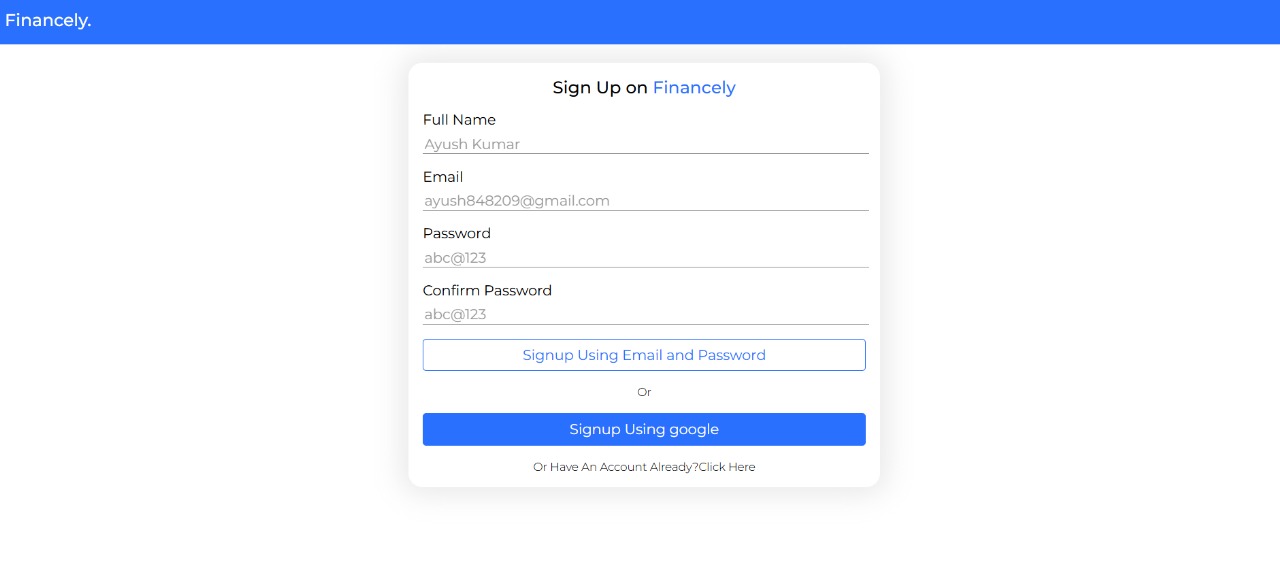 Financely.
Sign Up on Financely
Full Name
Ayush Kumar
Email
ayush848209@gmail.com
Password
abc@123
Confirm Password
abc@123
Signup Using Email and Password
Or
Signup Using google
Or Have An Account Already?Click Here